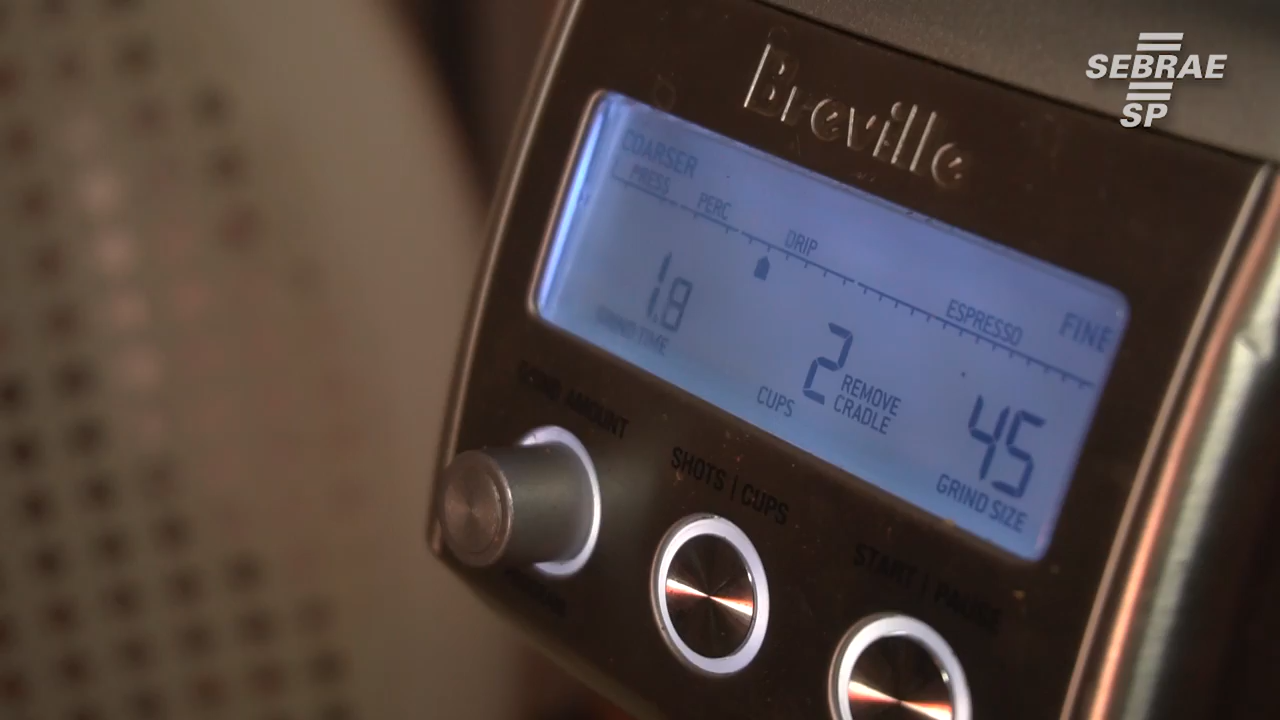 SEBRAE
SP
Breville
COARSER
PRESS
PERC
DRIP
ESPRESSO
FINE
1.8
GRIND TIME
2
CUPS
REMOVE
CRADLE
45
GRIND SIZE
GRIND AMOUNT
SHOTS | CUPS
START | PAUSE